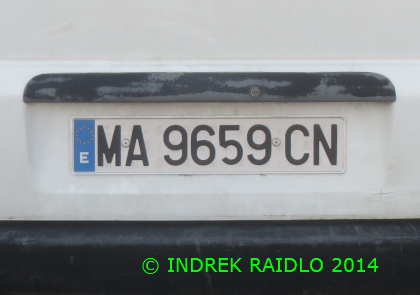 E MA 9659 CN
© INDREK RAIDLO 2014